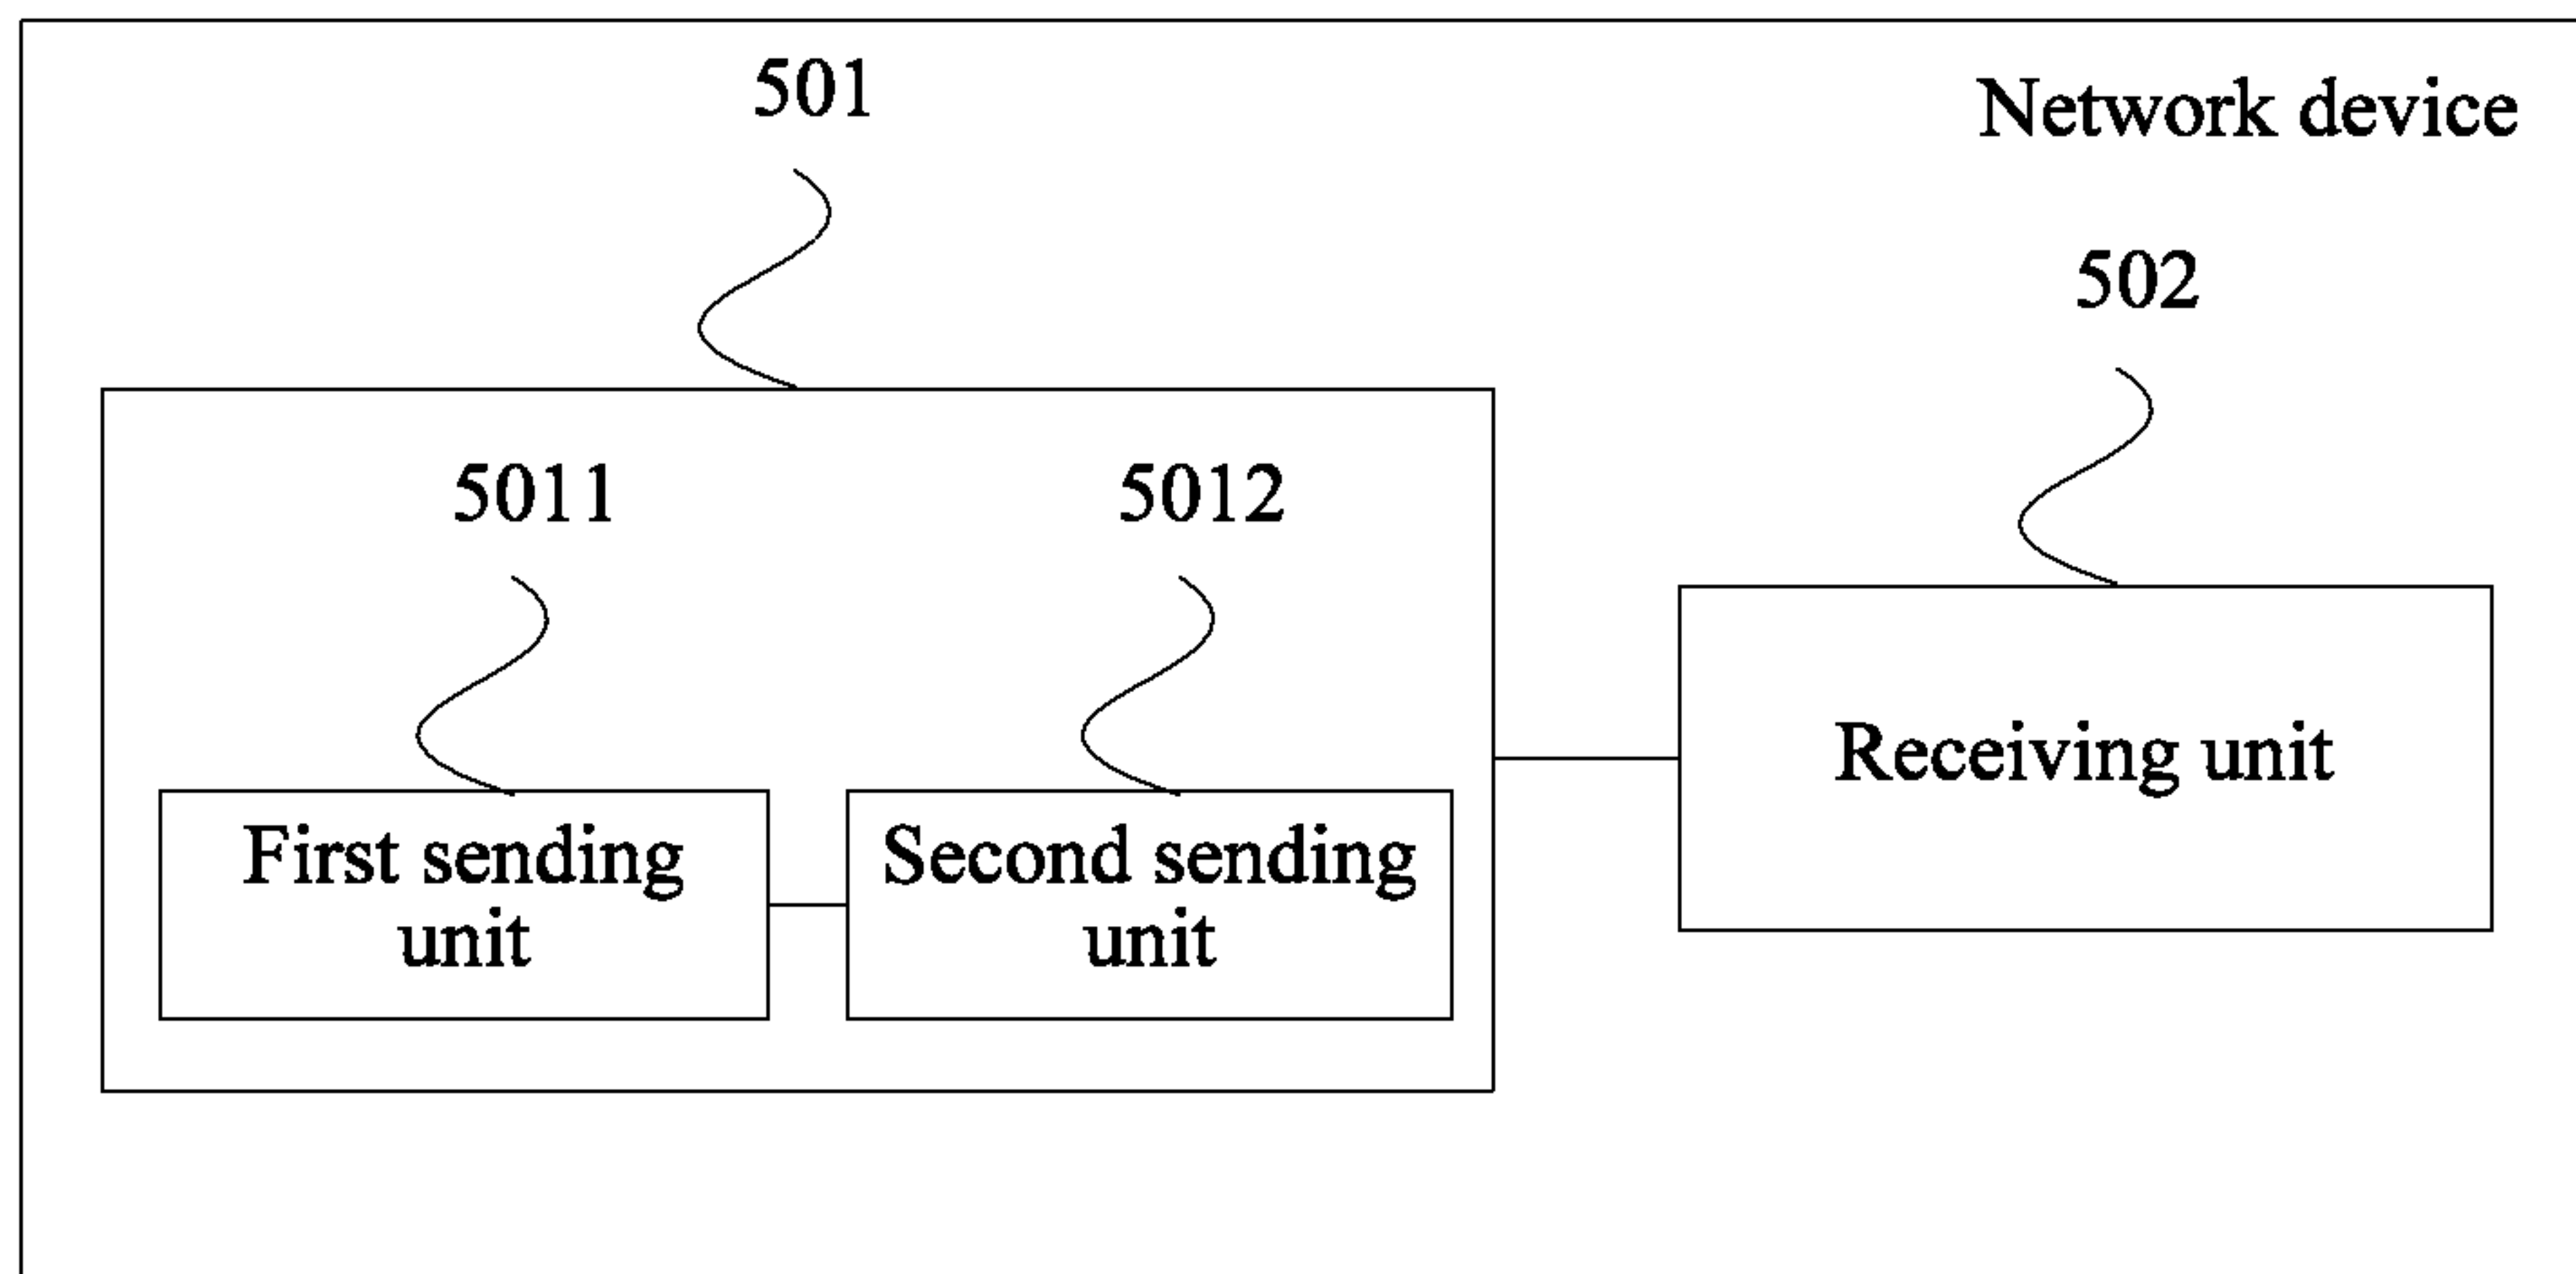 501
Network device
502
5011
5012
Receiving unit
First sending
unit
Second sending
unit